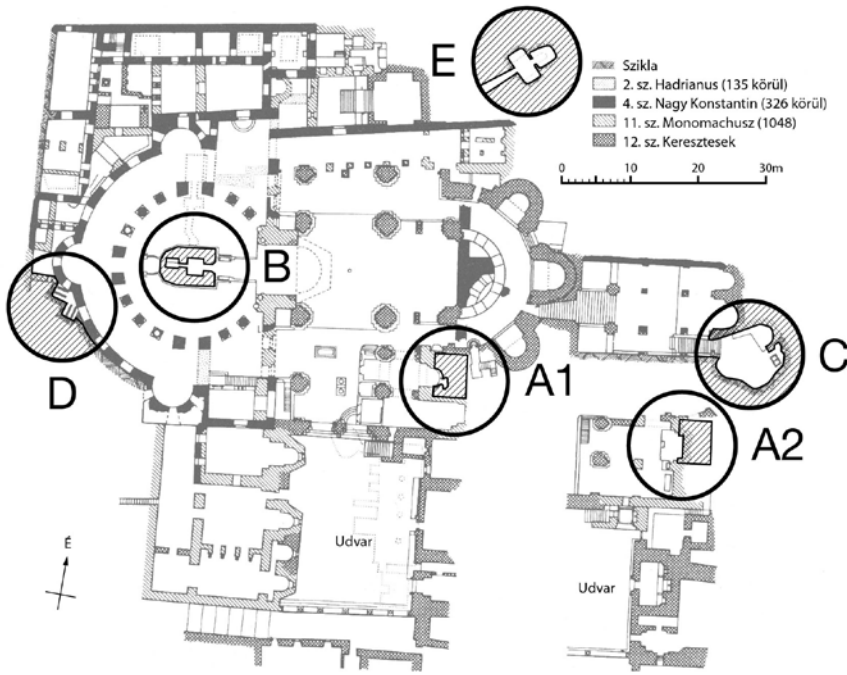 E
Szikla
2. sz. Hadrianus (135 körül)
4. sz. Nagy Konstantin (326 körül)
11. sz. Monomachusz (1048)
12. sz. Keresztesek
0 10 20 30m
B
D
A1
C
A2
Udvar
Udvar
É